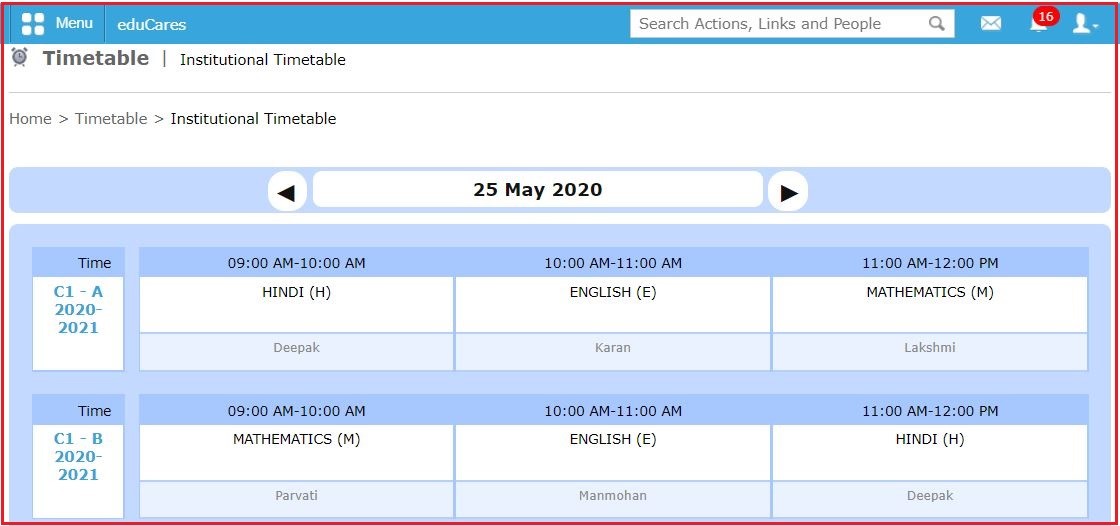 Menu eduCares Search Actions, Links and People 16
Timetable | Institutional Timetable
Home > Timetable > Institutional Timetable
◀ 25 May 2020 ▶
Time 09:00 AM-10:00 AM 10:00 AM-11:00 AM 11:00 AM-12:00 PM
C1 - A
2020-
2021
HINDI (H) ENGLISH (E) MATHEMATICS (M)
Deepak Karan Lakshmi
Time 09:00 AM-10:00 AM 10:00 AM-11:00 AM 11:00 AM-12:00 PM
C1 - B
2020-
2021
MATHEMATICS (M) ENGLISH (E) HINDI (H)
Parvati Manmohan Deepak